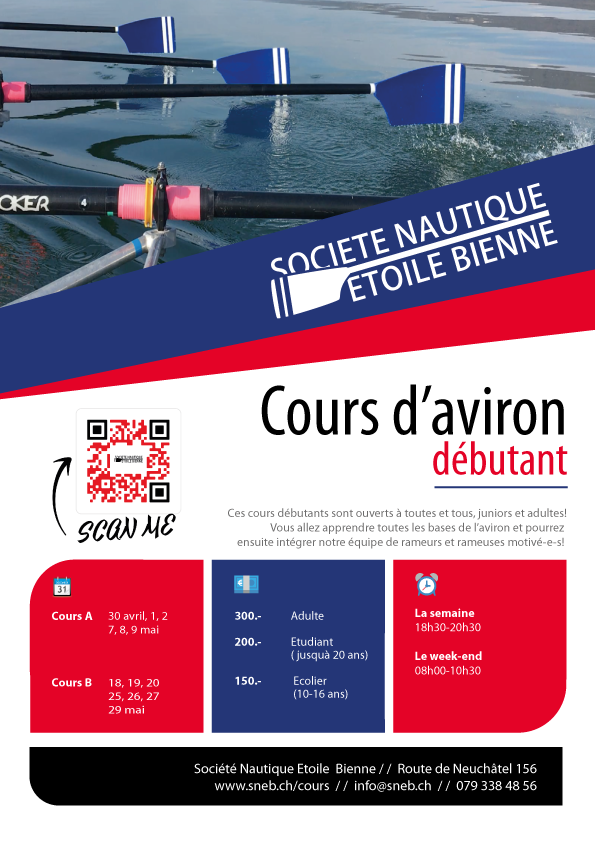 OKER 4
SOCIETE NAUTIQUE
ETOILE BIENNE
Cours d’aviron
débutant
SOCIETE NAUTIQUE
ETOILE BIENNE
SCAN ME
Ces cours débutants sont ouverts à toutes et tous, juniors et adultes!
Vous allez apprendre toutes les bases de l’aviron et pourrez
ensuite intégrer notre équipe de rameurs et rameuses motivé-e-s!
31
Cours A 30 avril, 1, 2
7, 8, 9 mai
Cours B 18, 19, 20
25, 26, 27
29 mai
300.- Adulte
200.- Etudiant
( jusquà 20 ans)
150.- Ecolier
(10-16 ans)
La semaine
18h30-20h30
Le week-end
08h00-10h30
Société Nautique Etoile Bienne // Route de Neuchâtel 156
www.sneb.ch/cours // info@sneb.ch // 079 338 48 56